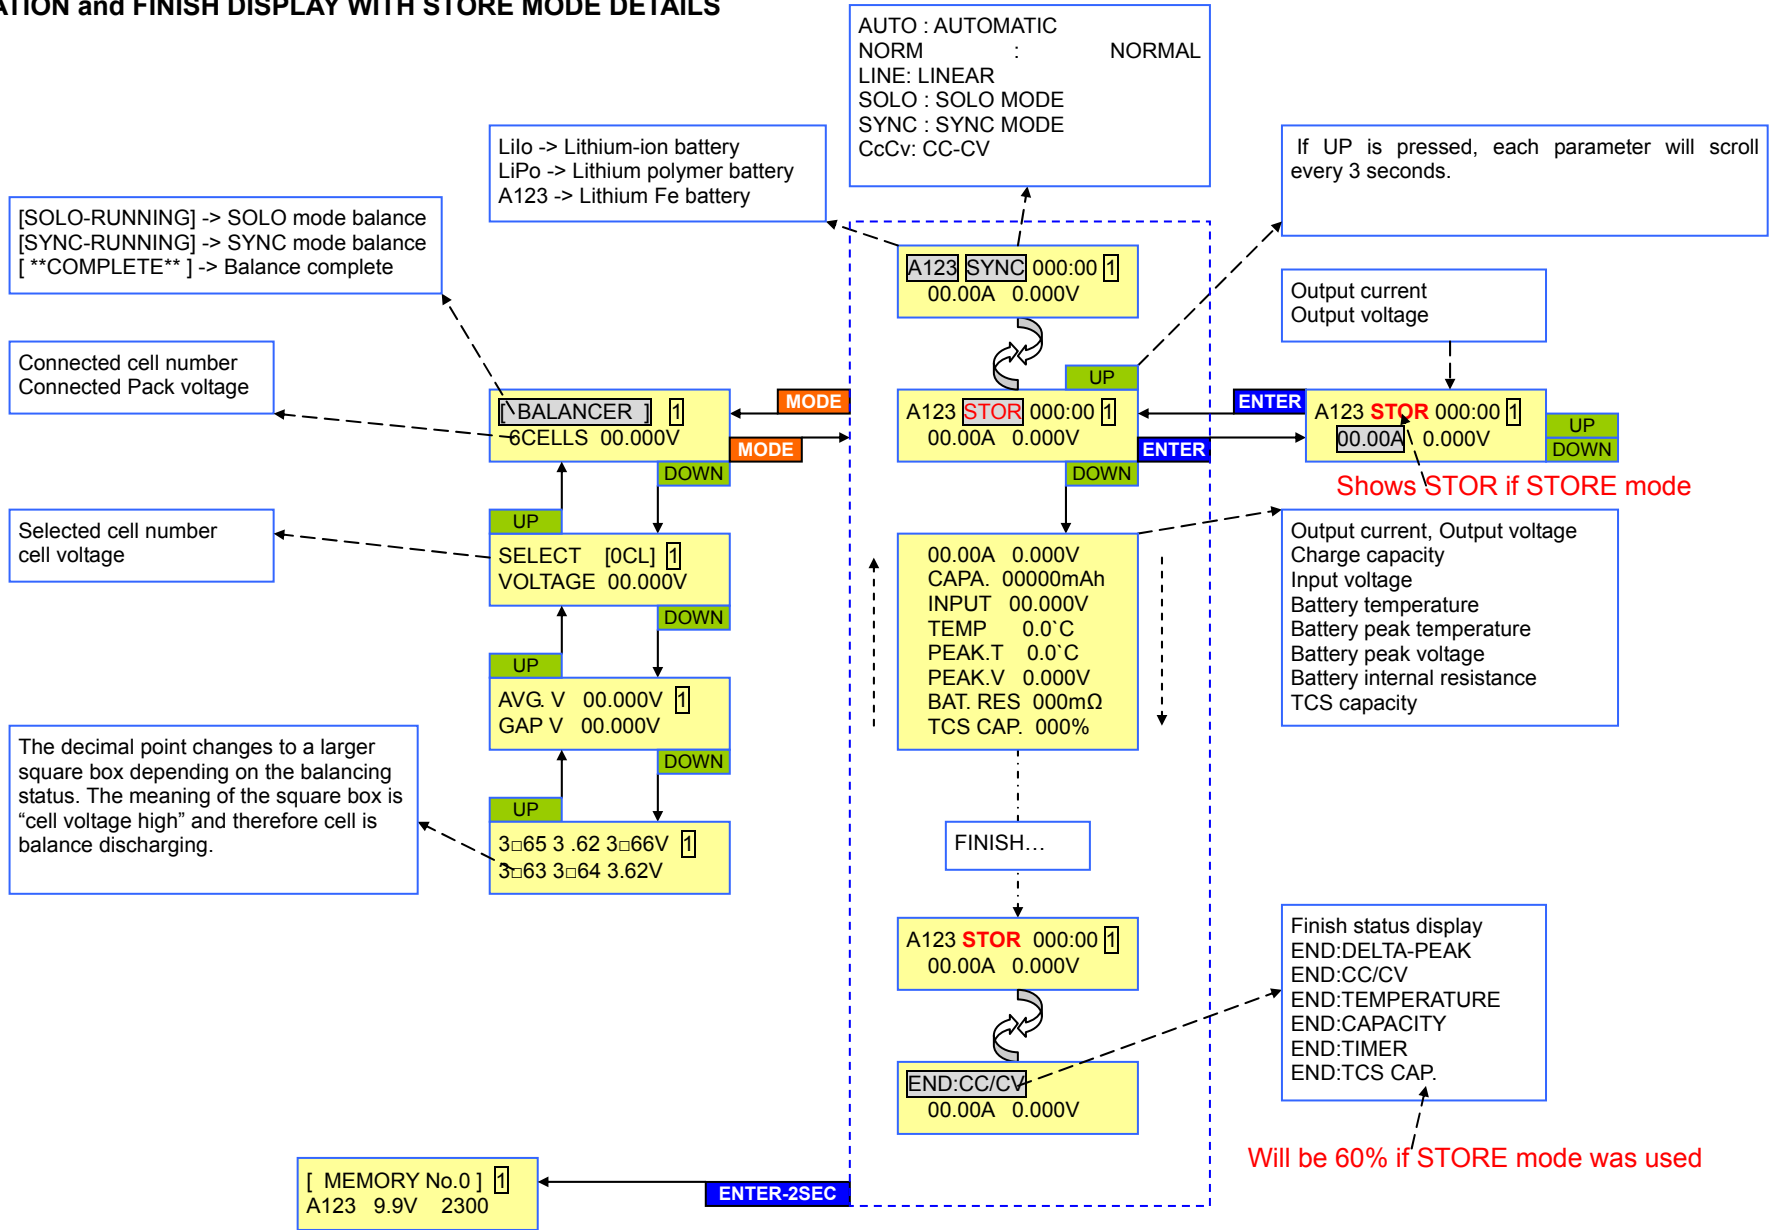 ATION and FINISH DISPLAY WITH STORE MODE DETAILS
AUTO : AUTOMATIC
NORM : NORMAL
LINE: LINEAR
SOLO : SOLO MODE
SYNC : SYNC MODE
CcCv: CC-CV
LiIo -> Lithium-ion battery
LiPo -> Lithium polymer battery
A123 -> Lithium Fe battery
If UP is pressed, each parameter will scroll
every 3 seconds.
[SOLO-RUNNING] -> SOLO mode balance
[SYNC-RUNNING] -> SYNC mode balance
[ **COMPLETE** ] -> Balance complete
A123 SYNC 000:00 1
00.00A 0.000V
Output current
Output voltage
Connected cell number
Connected Pack voltage
[ BALANCER ] 1
6CELLS 00.000V
DOWN
MODE
MODE
UP
A123 STOR 000:00 1
00.00A 0.000V
DOWN
ENTER
ENTER
A123 STOR 000:00 1
00.00A 0.000V
UP
DOWN
Shows STOR if STORE mode
Selected cell number
cell voltage
UP
SELECT [0CL] 1
VOLTAGE 00.000V
DOWN
00.00A 0.000V
CAPA. 00000mAh
INPUT 00.000V
TEMP 0.0`C
PEAK.T 0.0`C
PEAK.V 0.000V
BAT. RES 000mΩ
TCS CAP. 000%
Output current, Output voltage
Charge capacity
Input voltage
Battery temperature
Battery peak temperature
Battery peak voltage
Battery internal resistance
TCS capacity
UP
AVG. V 00.000V 1
GAP V 00.000V
DOWN
The decimal point changes to a larger
square box depending on the balancing
status. The meaning of the square box is
“cell voltage high” and therefore cell is
balance discharging.
UP
3□65 3 .62 3□66V 1
3□63 3□64 3.62V
FINISH…
A123 STOR 000:00 1
00.00A 0.000V
END:CC/CV
00.00A 0.000V
Finish status display
END:DELTA-PEAK
END:CC/CV
END:TEMPERATURE
END:CAPACITY
END:TIMER
END:TCS CAP.
Will be 60% if STORE mode was used
[ MEMORY No.0 ] 1
A123 9.9V 2300
ENTER-2SEC